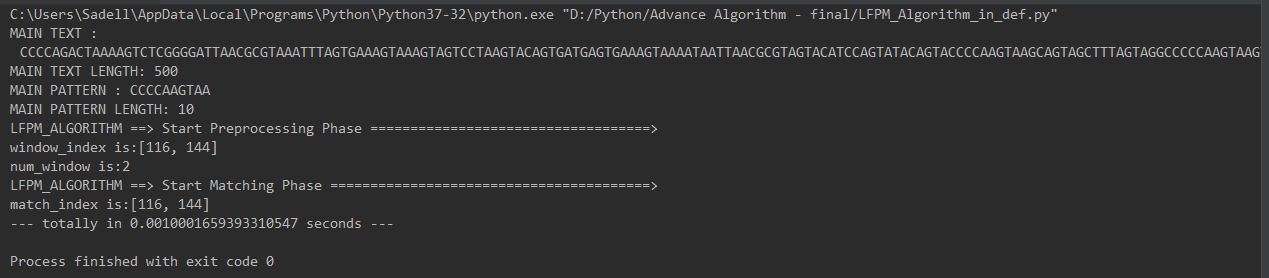 C:\Users\Sadell\AppData\Local\Programs\Python\Python37-32\python.exe "D:/Python/Advance Algorithm - final/LFPM_Algorithm_in_def.py"
MAIN TEXT :
CCCCAGACTAAAAGTCTCGGGGATTAACGCGTAAATTTAGTGAAAGTAAAGTAGTCCTAAGTACAGTGATGAGTGAAAGTAAAATAATTAACGCGTAGTACATCCAGTATACAGTACCCCAAGTAAGCAGTAGCTTTAGTAGGCCCCCAAGTAAG
MAIN TEXT LENGTH: 500
MAIN PATTERN : CCCCAAGTAA
MAIN PATTERN LENGTH: 10
LFPM_ALGORITHM ==> Start Preprocessing Phase ===================================>
window_index is:[116, 144]
num_window is:2
LFPM_ALGORITHM ==> Start Matching Phase ========================================>
match_index is:[116, 144]
--- totally in 0.0010001659393310547 seconds ---
Process finished with exit code 0